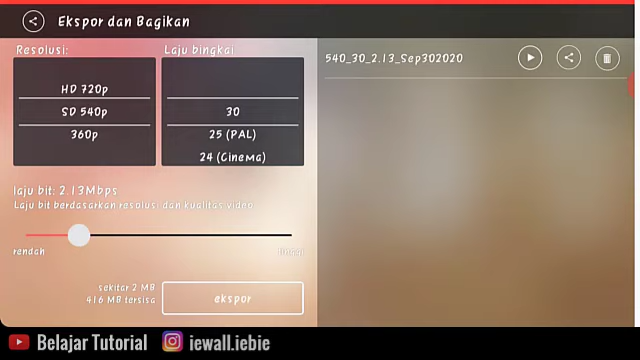 Ekspor dan Bagikan
Resolusi:
Laju bingkai
HD 720p
SD 540p
360p
30
25 (PAL)
24 (Cinema)
540_30_2.13_Sep302020
laju bit: 2.13Mbps
Laju bit berdasarkan resolusi dan kualitas video
rendah
tinggi
sekitar 2 MB
416 MB tersisa
ekspor
Belajar Tutorial
iewall.iebie